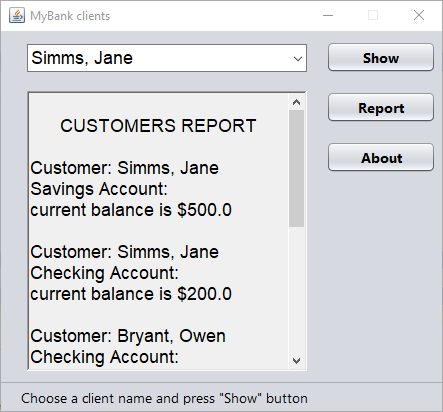 MyBank clients
Simms, Jane
Show
CUSTOMERS REPORT
Customer: Simms, Jane
Savings Account:
current balance is $500.0
Customer: Simms, Jane
Checking Account:
current balance is $200.0
Customer: Bryant, Owen
Checking Account:
Report
About
Choose a client name and press "Show" button